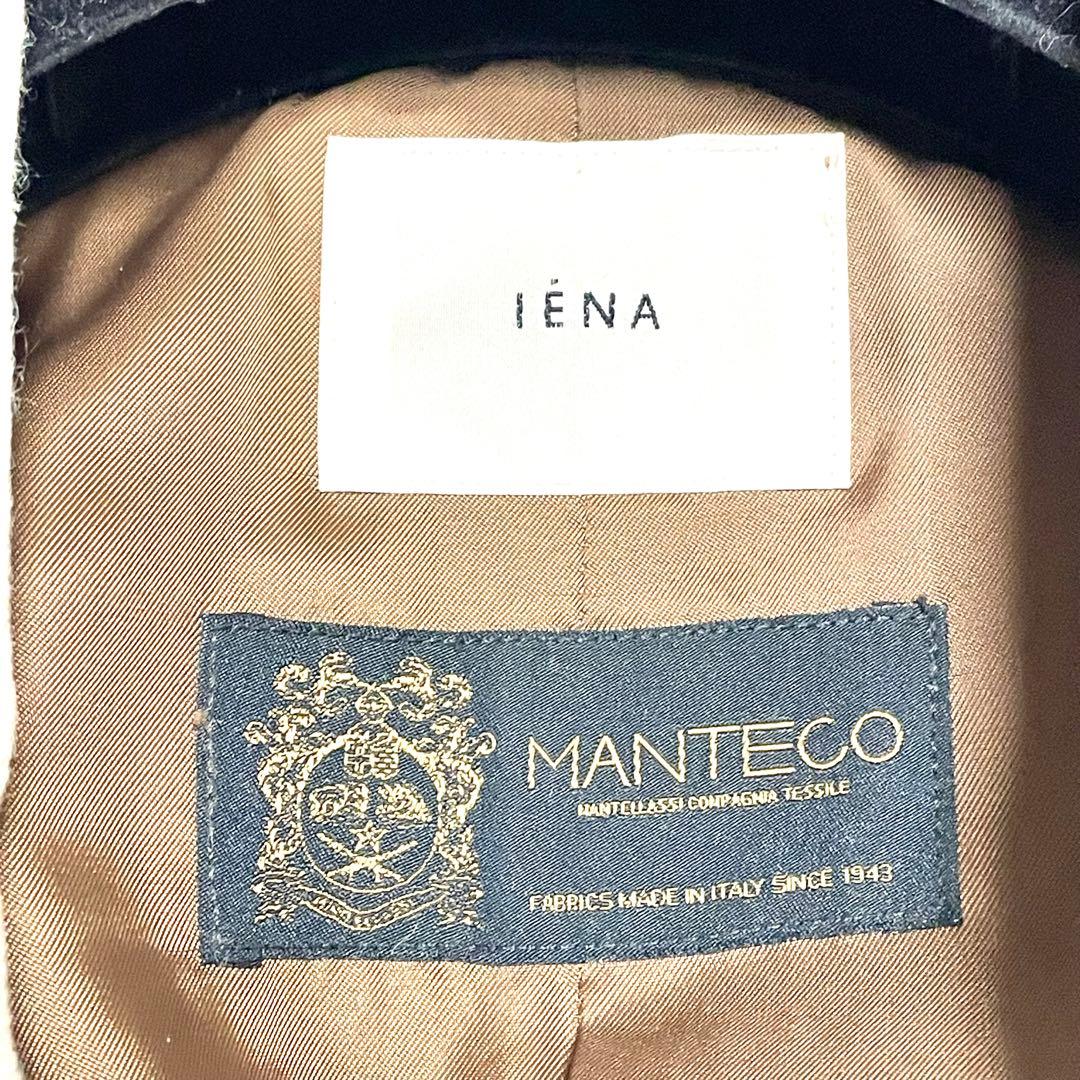 IÉNA
MANTECO
MANTELLASSI COMPAGNIA TESSILE
FABRICS MADE IN ITALY SINCE 1943